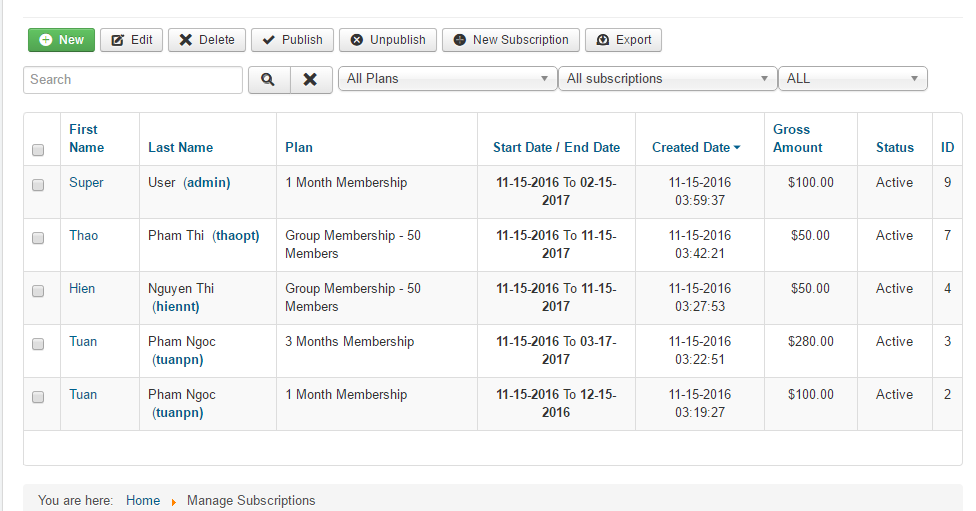 New Edit Delete Publish Unpublish New Subscription Export
Search All Plans All subscriptions ALL
First Name Last Name Plan Start Date / End Date Created Date Gross Amount Status ID
Super User (admin) 1 Month Membership 11-15-2016 To 02-15-2017 11-15-2016 03:59:37 $100.00 Active 9
Thao Pham Thi (thaopt) Group Membership - 50 Members 11-15-2016 To 11-15-2017 11-15-2016 03:42:21 $50.00 Active 7
Hien Nguyen Thi (hiennt) Group Membership - 50 Members 11-15-2016 To 11-15-2017 11-15-2016 03:27:53 $50.00 Active 4
Tuan Pham Ngoc (tuanpn) 3 Months Membership 11-15-2016 To 03-17-2017 11-15-2016 03:22:51 $280.00 Active 3
Tuan Pham Ngoc (tuanpn) 1 Month Membership 11-15-2016 To 12-15-2016 11-15-2016 03:19:27 $100.00 Active 2
You are here: Home Manage Subscriptions